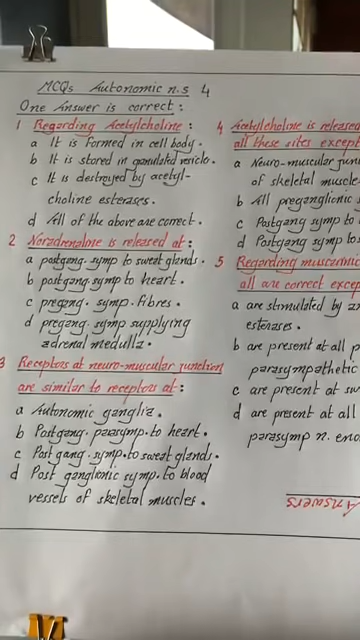 MCQs Autonomic n.s 4
One Answer is correct :
1 Regarding Acetylcholine :
a It is formed in cell body.
b It is stored in granulated vesicle.
c It is destroyed by acetyl-
choline esterases.
d All of the above are correct.
2 Noradrenaline is released at :
a postgang. symp to sweat glands.
b postgang. symp to heart.
c pregang. symp. fibres.
d pregang. symp supplying
adrenal medulla.
3 Receptors at neuro-muscular junction
are similar to receptors at :
a Autonomic ganglia.
b Postgang. parasymp. to heart.
c Post gang. symp. to sweat glands.
d Post ganglionic symp. to blood
vessels of skeletal muscles.
4 Acetylcholine is released
all these sites except
a Neuro-muscular
of skeletal muscle
b All preganglionic
c Postgang symp to
d Postgang symp to
5 Regarding
all are correct
a are stimulated by
esterases.
b are present at all
parasympathetic
c are present at
d are present at all
parasymp n.
Answers